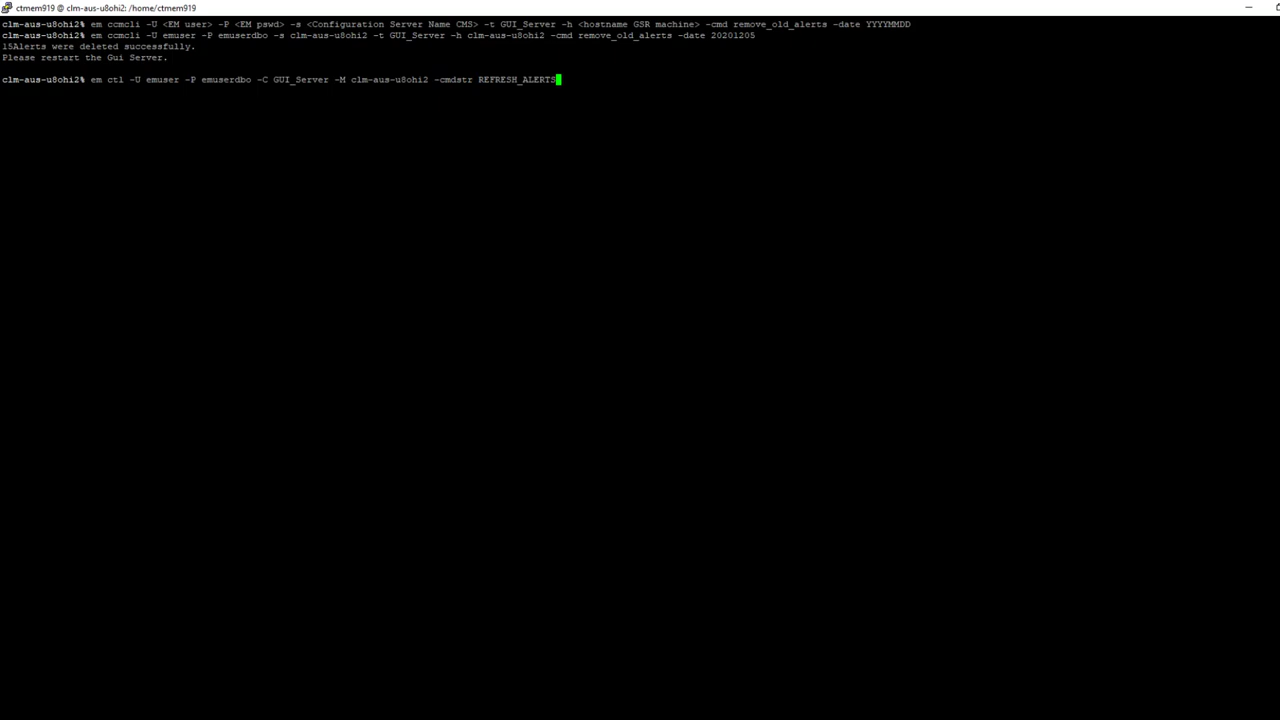 ctmem919 @ clm-aus-u8ohi2: /home/ctmem919
clm-aus-u8ohi2% em ccmcli -U <EM user> -P <EM pswd> -s <Configuration Server Name CMS> -t GUI_Server -h <hostname GSR machine> -cmd remove_old_alerts -date YYYYMMDD
clm-aus-u8ohi2% em ccmcli -U emuser -P emuserdbo -s clm-aus-u8ohi2 -t GUI_Server -h clm-aus-u8ohi2 -cmd remove_old_alerts -date 20201205
15Alerts were deleted successfully.
Please restart the Gui Server.
clm-aus-u8ohi2% em ctl -U emuser -P emuserdbo -C GUI_Server -M clm-aus-u8ohi2 -cmdstr REFRESH_ALERTS